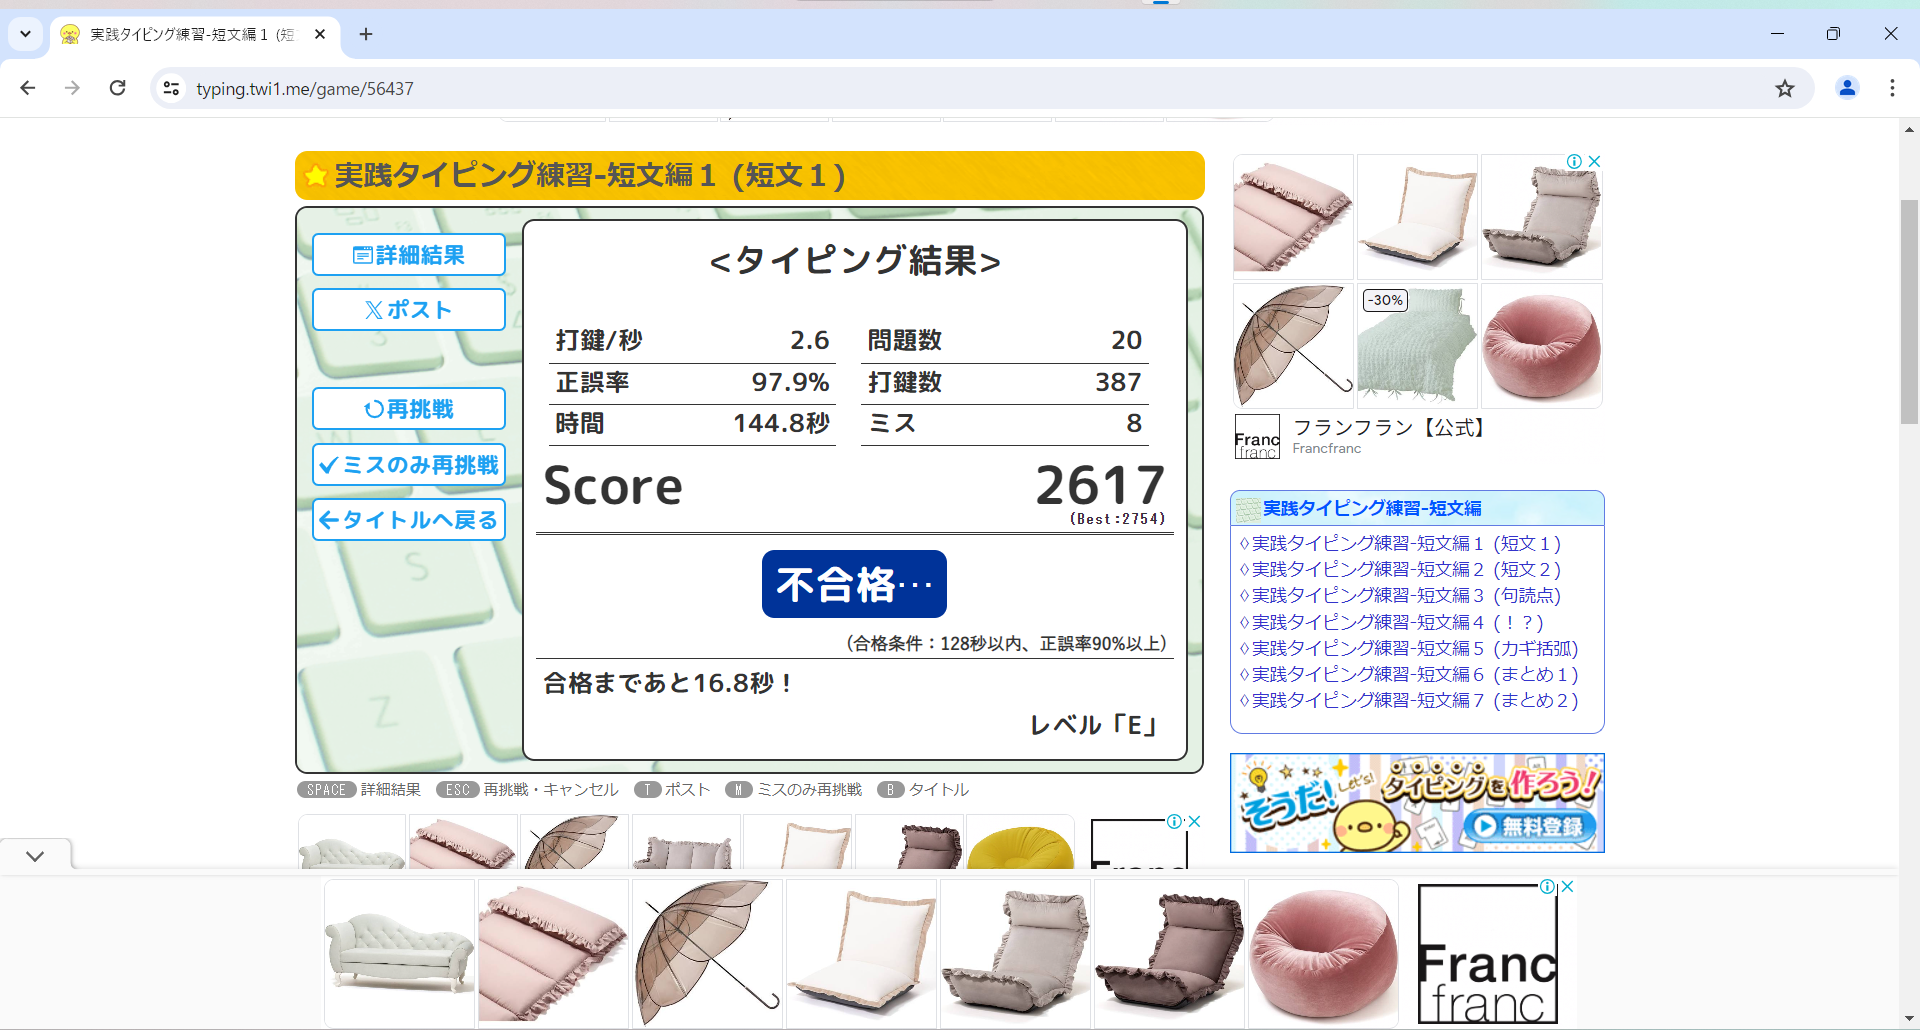 実践タイピング練習-短文編１ (短
typing.twi1.me/game/56437
実践タイピング練習-短文編１ (短文１)
詳細結果
𝕏ポスト
再挑戦
ミスのみ再挑戦
タイトルへ戻る
<タイピング結果>
打鍵/秒 2.6 問題数 20
正誤率 97.9% 打鍵数 387
時間 144.8秒 ミス 8
Score 2617
(Best:2754)
不合格…
(合格条件：128秒以内、正誤率90%以上)
合格まであと16.8秒！
レベル「E」
SPACE 詳細結果 ESC 再挑戦・キャンセル T ポスト M ミスのみ再挑戦 B タイトル
-30%
Franc
franc
フランフラン【公式】
Francfranc
実践タイピング練習-短文編
◊実践タイピング練習-短文編１ (短文１)
◊実践タイピング練習-短文編２ (短文２)
◊実践タイピング練習-短文編３ (句読点)
◊実践タイピング練習-短文編４ (！？)
◊実践タイピング練習-短文編５ (カギ括弧)
◊実践タイピング練習-短文編６ (まとめ１)
◊実践タイピング練習-短文編７ (まとめ２)
そうだ! Let's! タイピングを作ろう!
無料登録
Franc
franc
S
Z